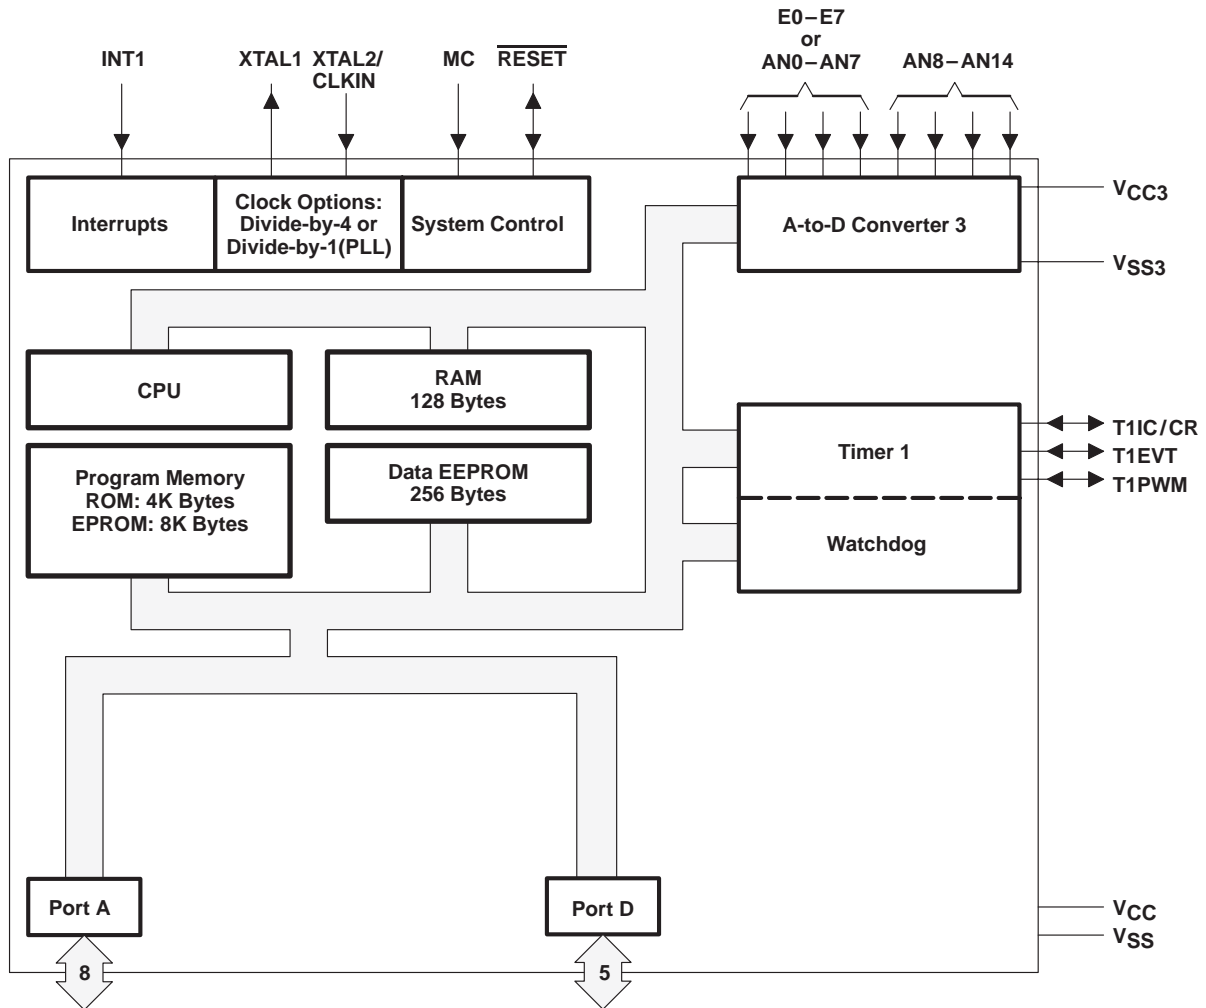 E0–E7
or
AN0–AN7
AN8–AN14
INT1
XTAL1
XTAL2/
CLKIN
MC
RESET
Interrupts
Clock Options:
Divide-by-4 or
Divide-by-1(PLL)
System Control
A-to-D Converter 3
VCC3
VSS3
CPU
RAM
128 Bytes
Program Memory
ROM: 4K Bytes
EPROM: 8K Bytes
Data EEPROM
256 Bytes
Timer 1
Watchdog
T1IC/CR
T1EVT
T1PWM
Port A
Port D
VCC
VSS
8
5